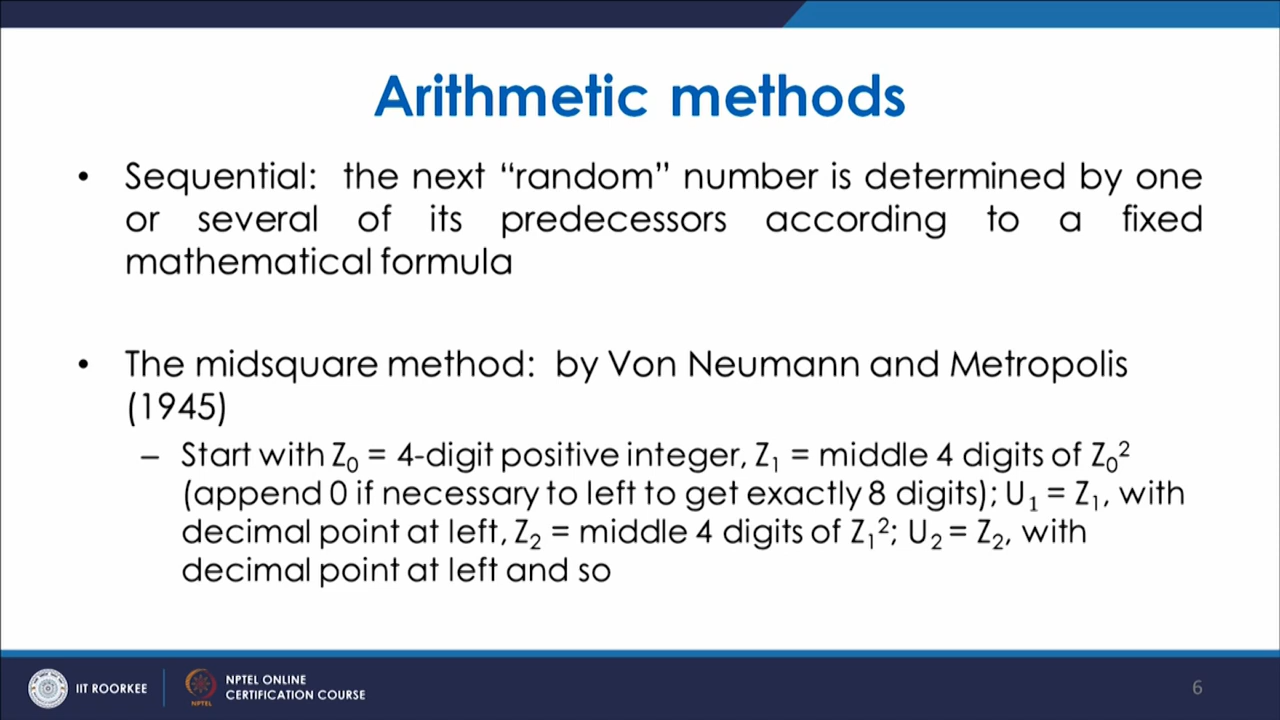 Arithmetic methods
• Sequential: the next “random” number is determined by one
or several of its predecessors according to a fixed
mathematical formula
• The midsquare method: by Von Neumann and Metropolis
(1945)
– Start with Z₀ = 4-digit positive integer, Z₁ = middle 4 digits of Z₀²
(append 0 if necessary to left to get exactly 8 digits); U₁ = Z₁, with
decimal point at left, Z₂ = middle 4 digits of Z₁²; U₂ = Z₂, with
decimal point at left and so
IIT ROORKEE
NPTEL
NPTEL ONLINE
CERTIFICATION COURSE
6